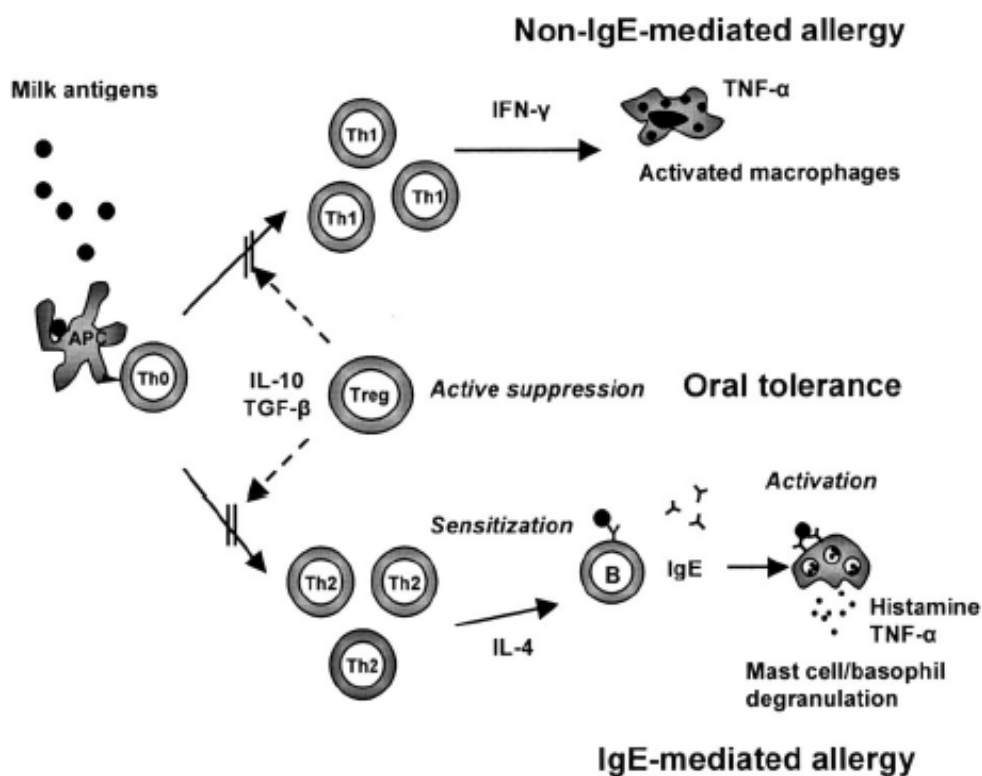 Non-IgE-mediated allergy
Milk antigens
Th1
Th1
Th1
IFN-γ
TNF-α
Activated macrophages
APC
Th0
IL-10
TGF-β
Treg
Active suppression
Oral tolerance
Th2
Th2
Th2
Sensitization
IL-4
B
IgE
Activation
Histamine
TNF-α
Mast cell/basophil
degranulation
IgE-mediated allergy